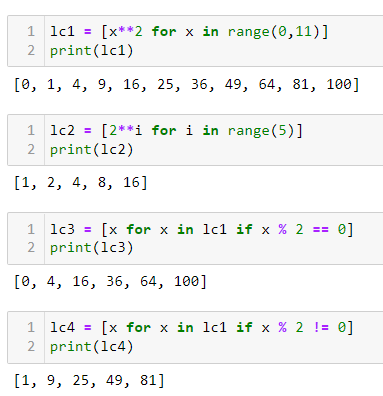 1 lc1 = [x**2 for x in range(0,11)]
2 print(lc1)
[0, 1, 4, 9, 16, 25, 36, 49, 64, 81, 100]
1 lc2 = [2**i for i in range(5)]
2 print(lc2)
[1, 2, 4, 8, 16]
1 lc3 = [x for x in lc1 if x % 2 == 0]
2 print(lc3)
[0, 4, 16, 36, 64, 100]
1 lc4 = [x for x in lc1 if x % 2 != 0]
2 print(lc4)
[1, 9, 25, 49, 81]